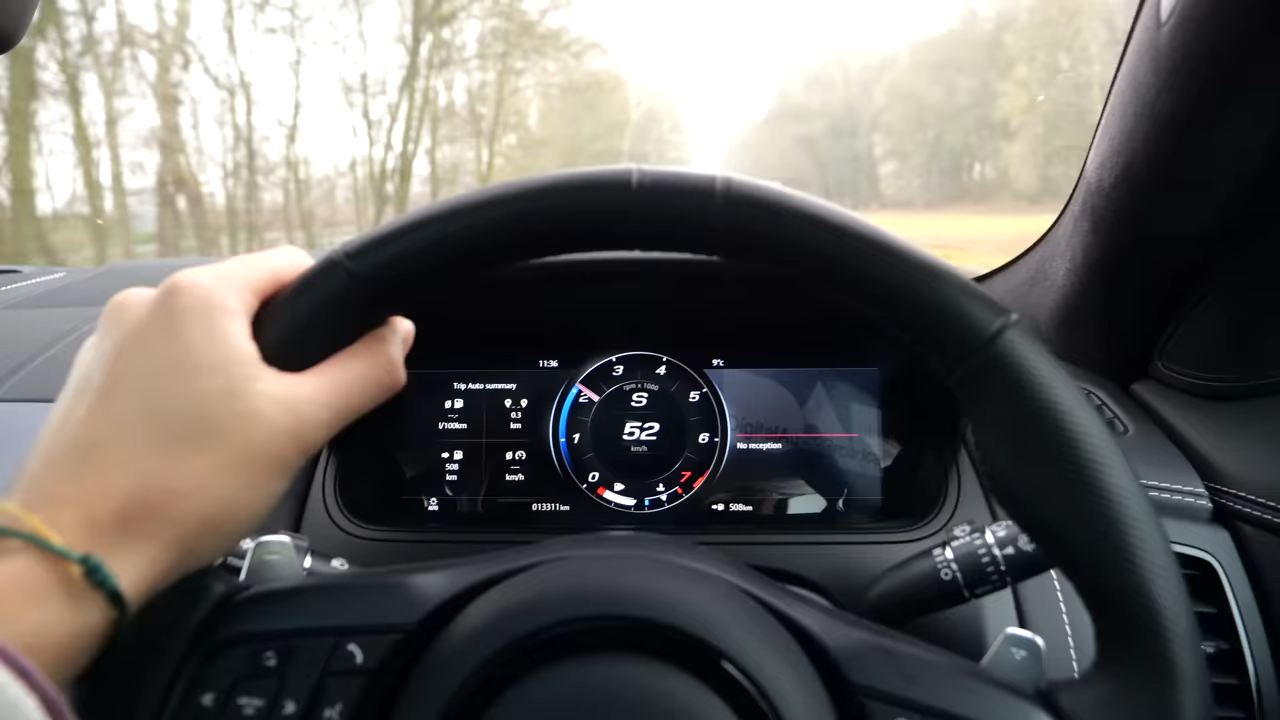 11:36
9°c
Trip Auto summary
--.-
l/100km
0.3
km
508
km
---
km/h
AUTO
013311km
0
1
2
3
4
5
6
7
rpm x 1000
S
52
km/h
No reception
508km